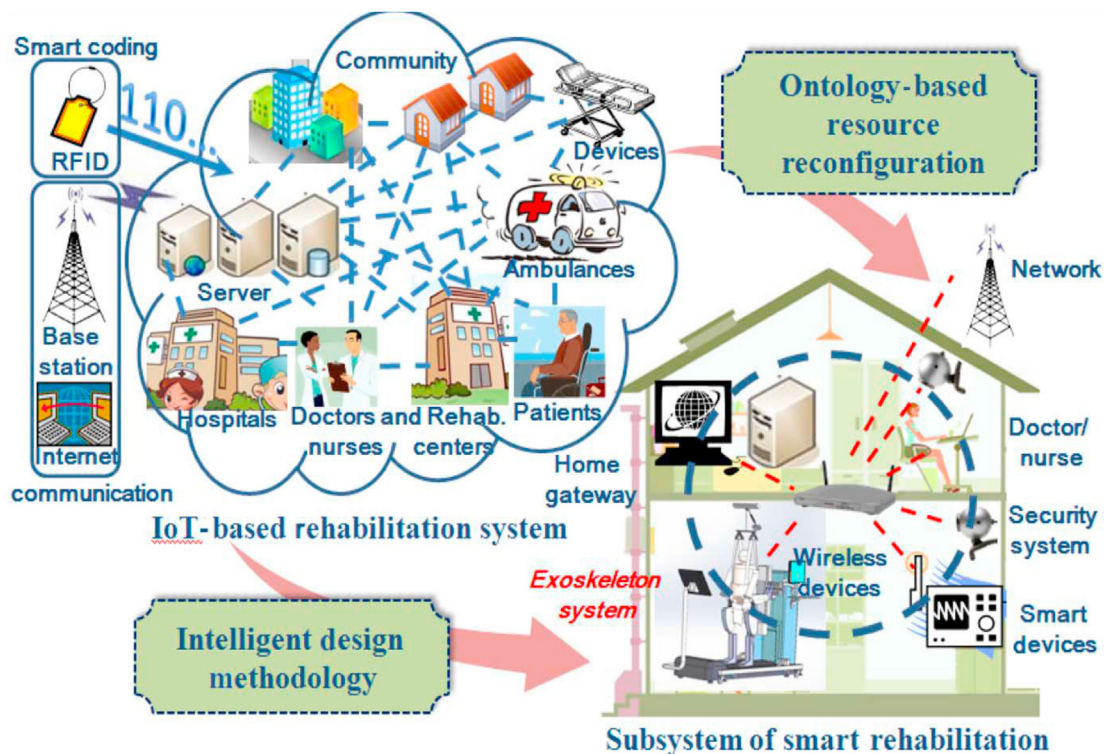 Smart coding
RFID
110...
Base
station
Internet
communication
Community
Devices
Server
Ambulances
Hospitals
Doctors and
nurses
Rehab.
centers
Patients
IoT-based rehabilitation system
Ontology-based
resource
reconfiguration
Intelligent design
methodology
Network
Home
gateway
Doctor/
nurse
Security
system
Wireless
devices
Exoskeleton
system
Smart
devices
Subsystem of smart rehabilitation